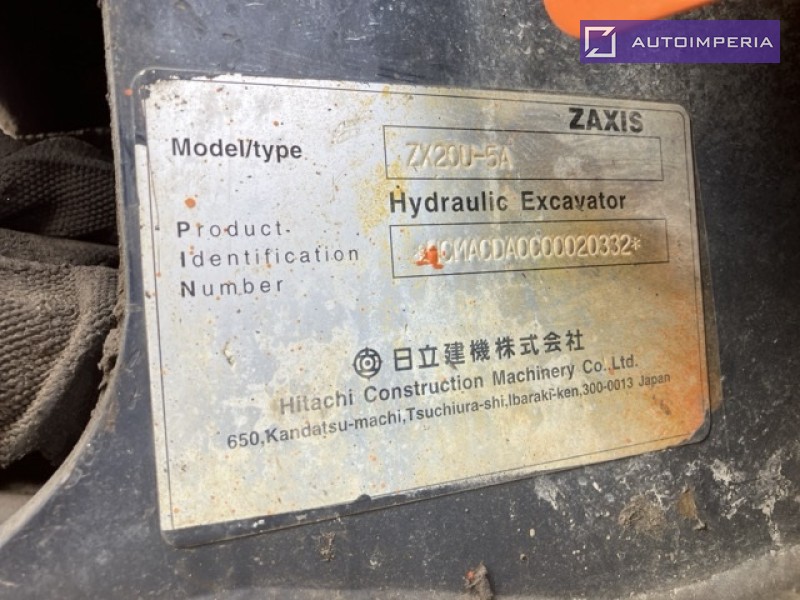 AUTOIMPERIA
ZAXIS
Model/type
ZX29U-5A
Hydraulic Excavator
Product
Identification
Number
日立建機株式会社
Hitachi Construction Machinery Co., Ltd.
650,Kandatsu-machi,Tsuchiura-shi,Ibaraki-ken,300-0013 Japan